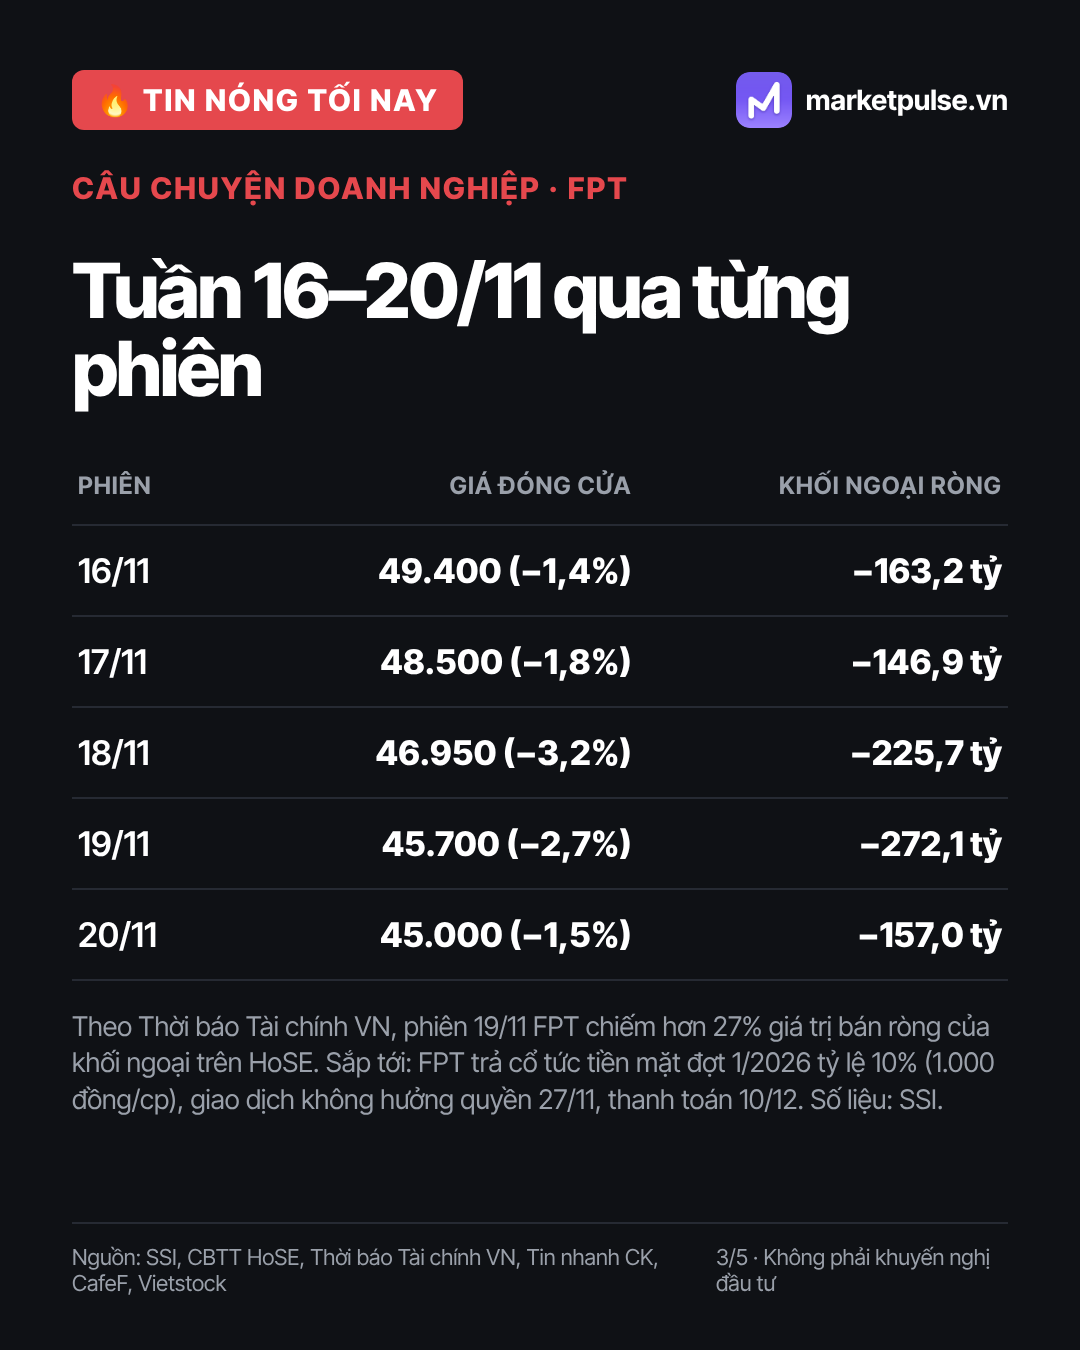 🔥 TIN NÓNG TỐI NAY
marketpulse.vn
CÂU CHUYỆN DOANH NGHIỆP · FPT
Tuần 16–20/11 qua từng
phiên
PHIÊN GIÁ ĐÓNG CỬA KHỐI NGOẠI RÒNG
16/11 49.400 (−1,4%) −163,2 tỷ
17/11 48.500 (−1,8%) −146,9 tỷ
18/11 46.950 (−3,2%) −225,7 tỷ
19/11 45.700 (−2,7%) −272,1 tỷ
20/11 45.000 (−1,5%) −157,0 tỷ
Theo Thời báo Tài chính VN, phiên 19/11 FPT chiếm hơn 27% giá trị bán ròng của
khối ngoại trên HoSE. Sắp tới: FPT trả cổ tức tiền mặt đợt 1/2026 tỷ lệ 10% (1.000
đồng/cp), giao dịch không hưởng quyền 27/11, thanh toán 10/12. Số liệu: SSI.
Nguồn: SSI, CBTT HoSE, Thời báo Tài chính VN, Tin nhanh CK,
CafeF, Vietstock
3/5 · Không phải khuyến nghị
đầu tư